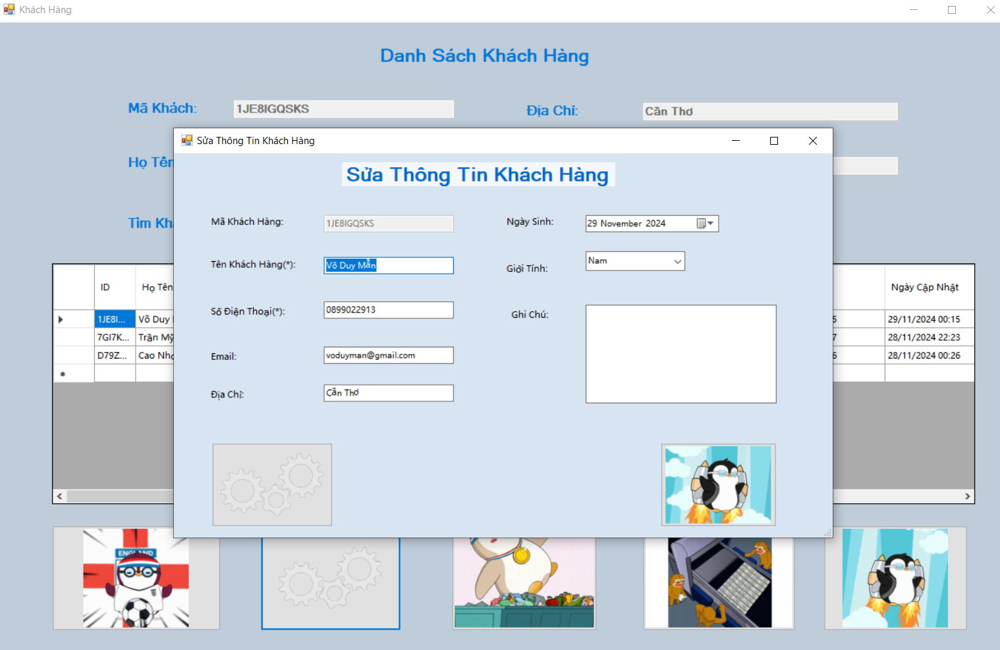 Khách Hàng
Danh Sách Khách Hàng
Mã Khách: 1JE8IGQSKS Địa Chỉ: Cần Thơ
Sửa Thông Tin Khách Hàng
Họ Tên
Sửa Thông Tin Khách Hàng
Mã Khách Hàng: 1JE8IGQSKS Ngày Sinh: 29 November 2024
Tìm Kh
Tên Khách Hàng(*): Võ Duy Mẫn Giới Tính: Nam
ID Họ Tên Ngày Cập Nhật
Số Điện Thoại(*): 0899022913 Ghi Chú:
1JE8I... Võ Duy 5 29/11/2024 00:15
7GI7K... Trần Mỹ 7 28/11/2024 22:23
D79Z... Cao Nhọ 6 28/11/2024 00:26
Email: voduyman@gmail.com
Địa Chỉ: Cần Thơ
ENGLAND